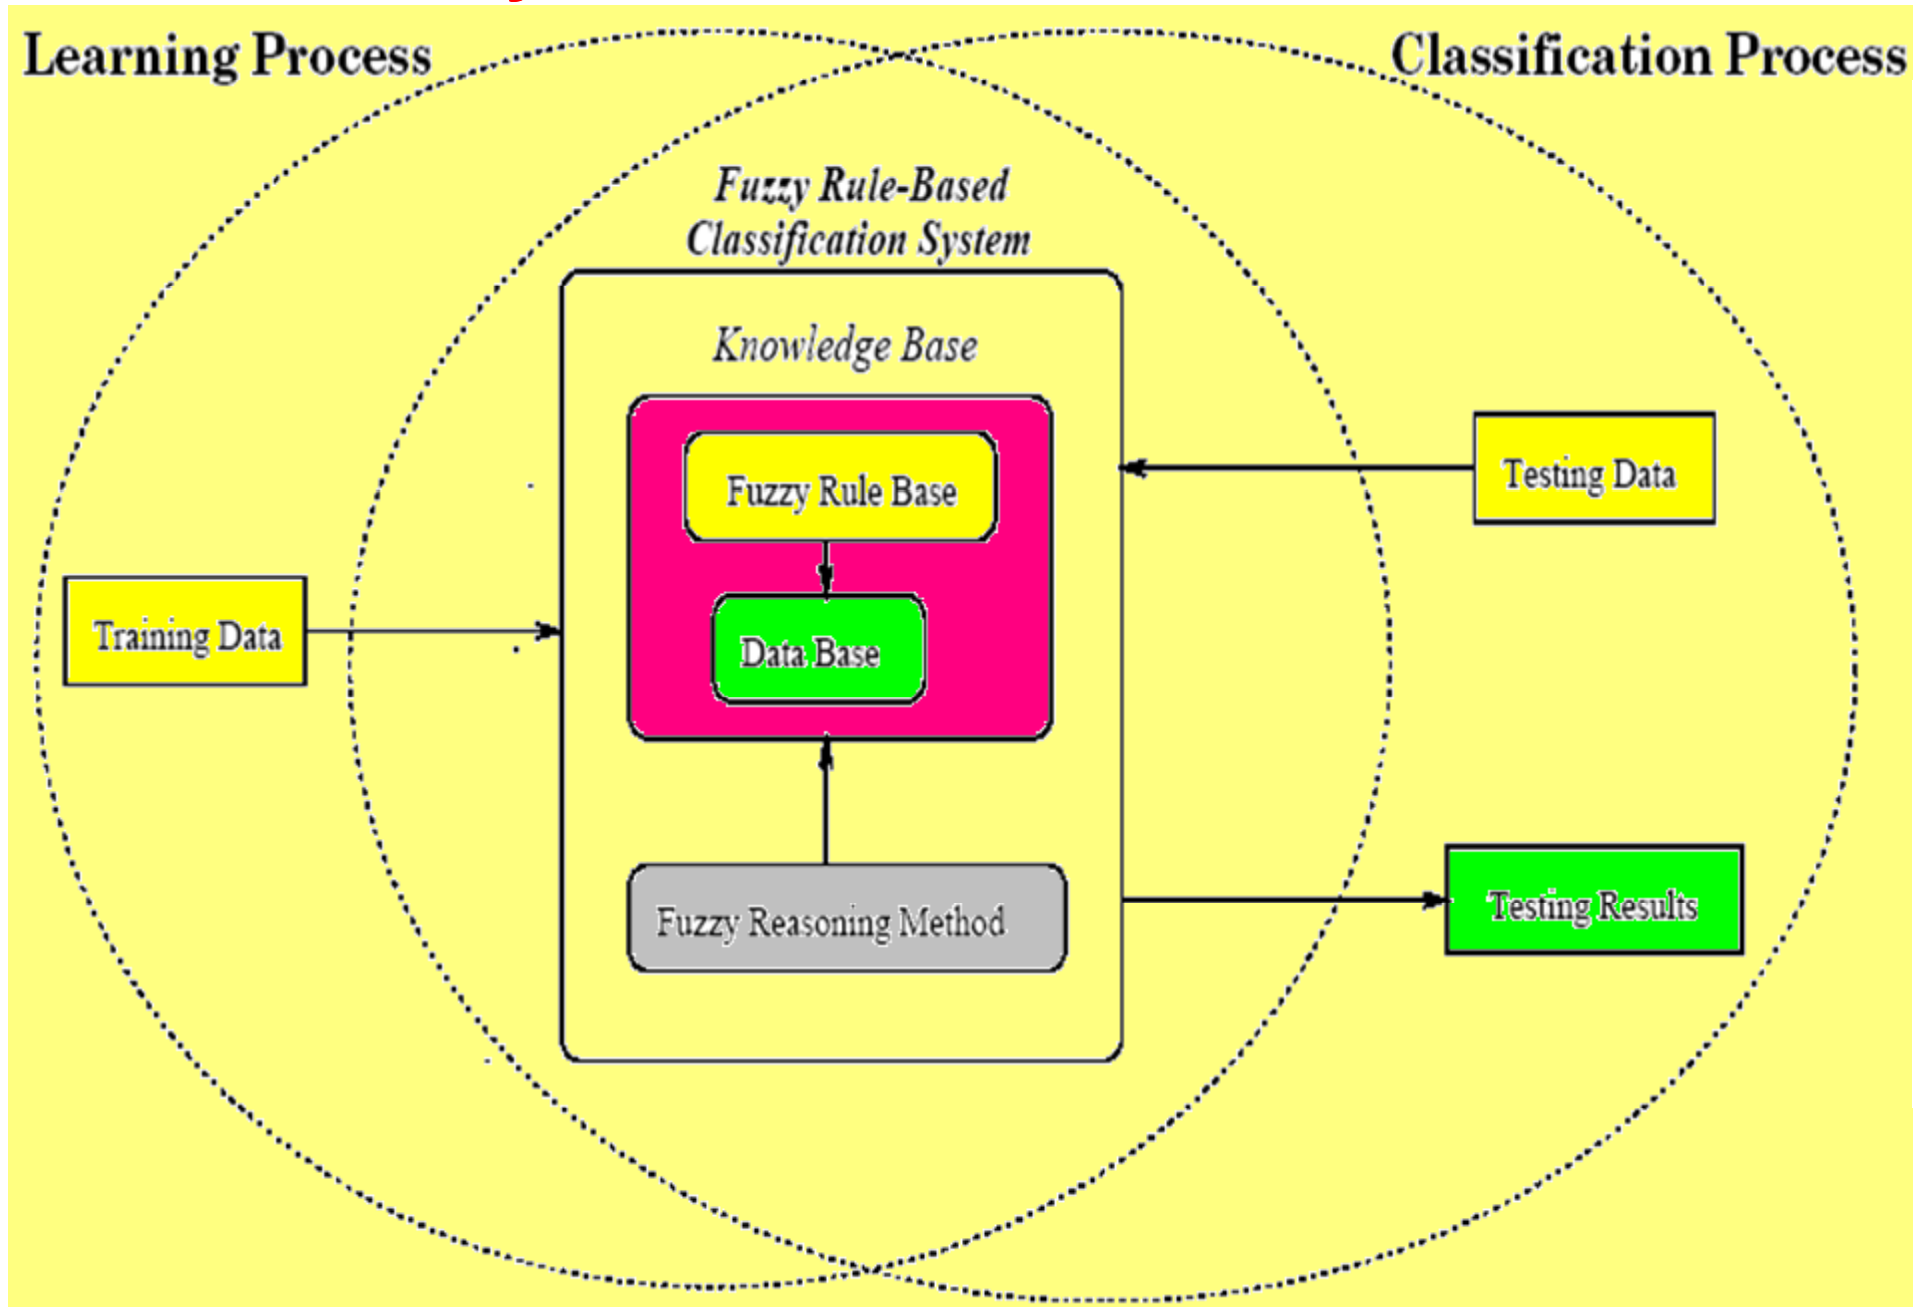 Learning Process
Classification Process
Fuzzy Rule-Based
Classification System
Knowledge Base
Fuzzy Rule Base
Testing Data
Training Data
Data Base
Fuzzy Reasoning Method
Testing Results